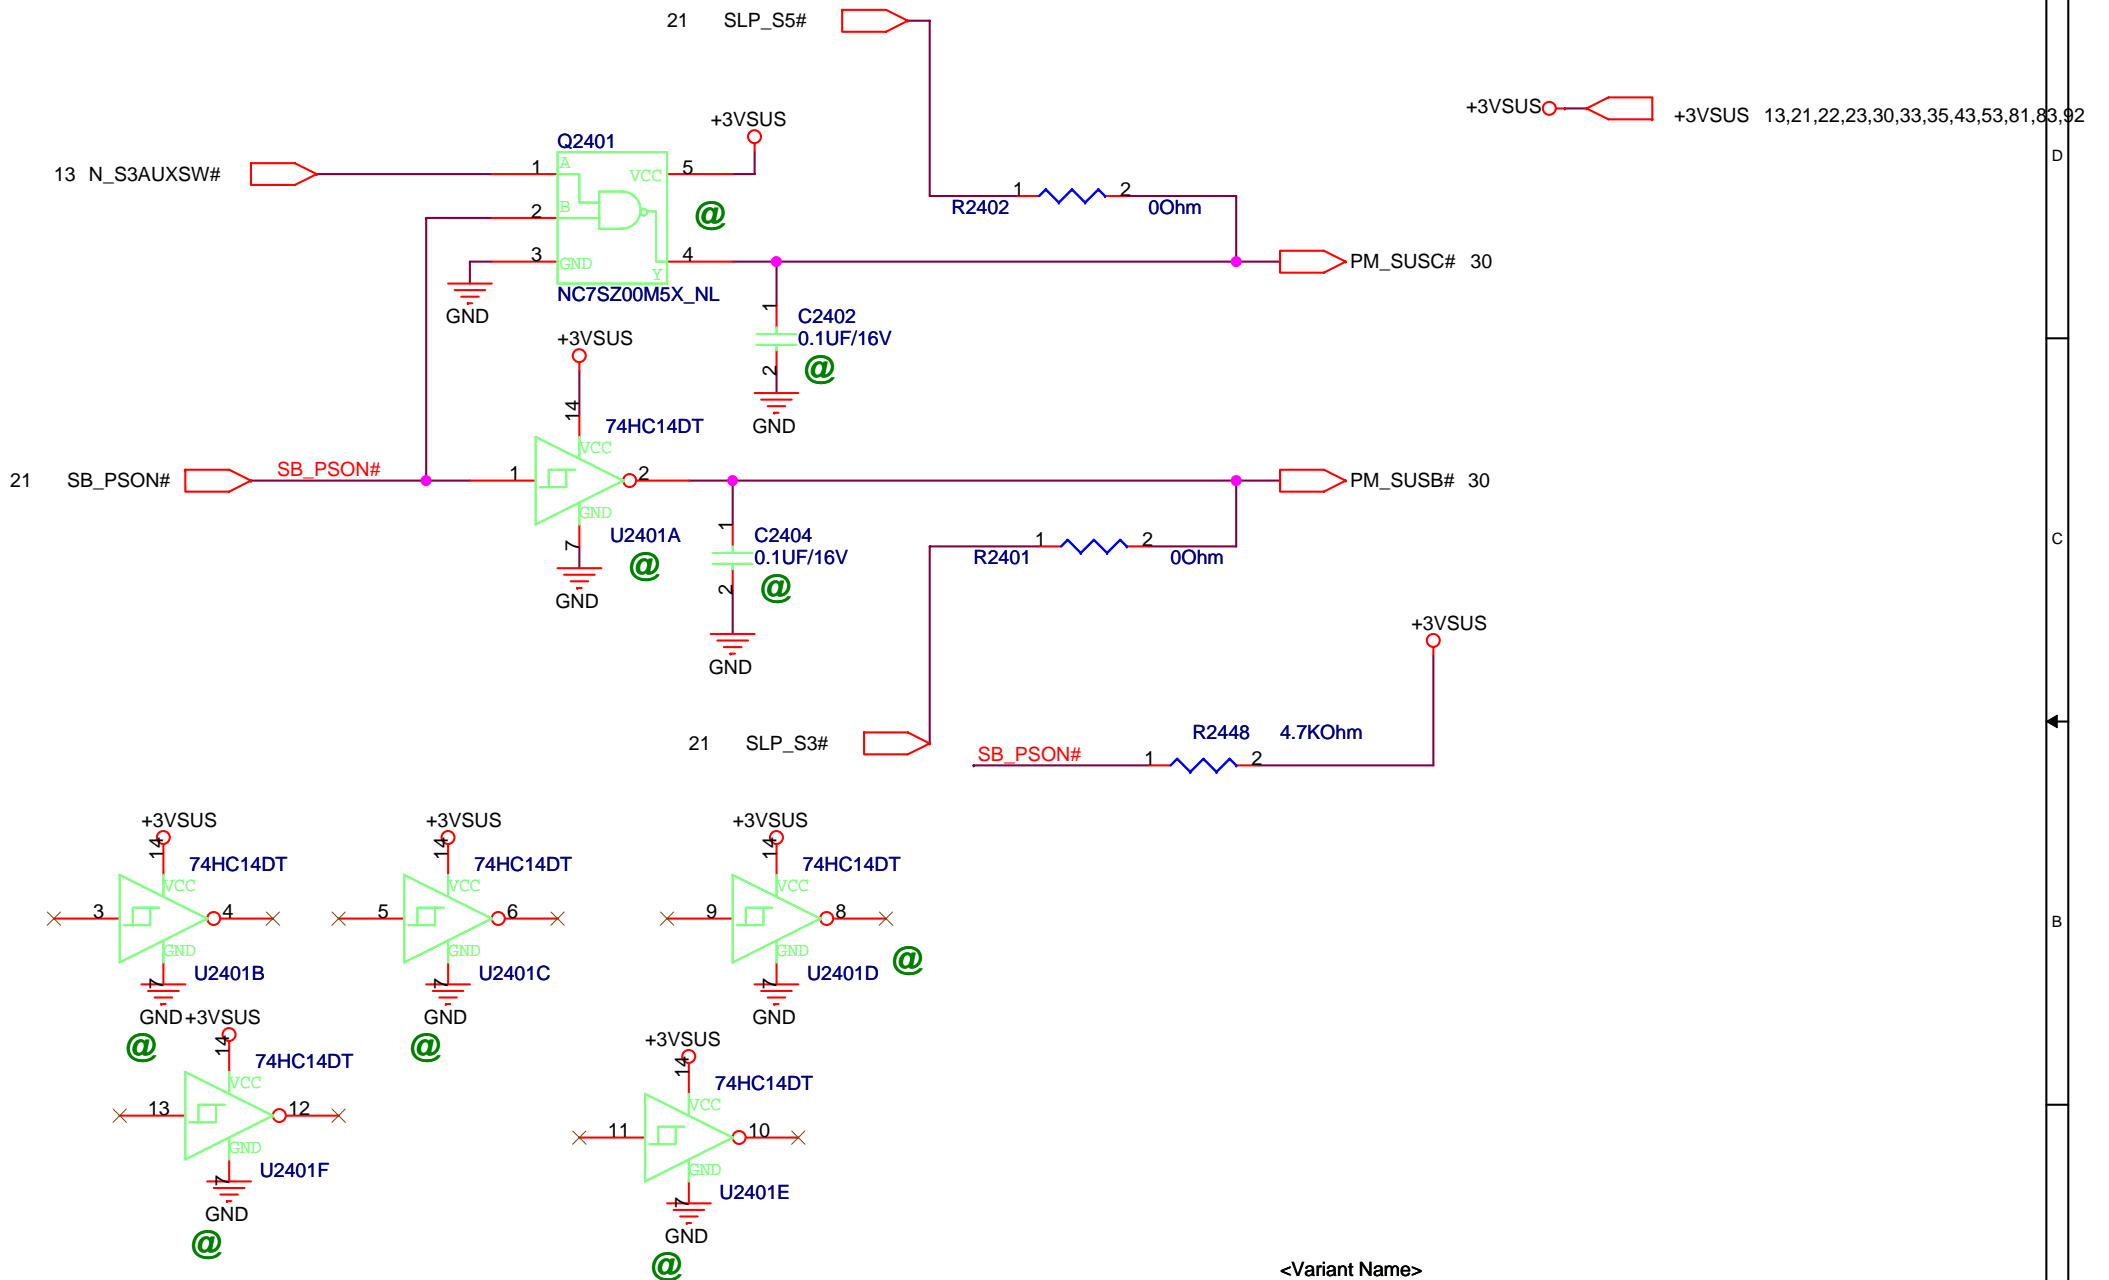 21 SLP_S5#
+3VSUS
+3VSUS 13,21,22,23,30,33,35,43,53,81,83,92
D
+3VSUS
Q2401
13 N_S3AUXSW#
1 A VCC 5
2 B
@
3 GND Y 4
NC7SZ00M5X_NL
GND
1 2
R2402 0Ohm
PM_SUSC# 30
1
C2402
0.1UF/16V
2
@
GND
+3VSUS
14
74HC14DT
VCC
21 SB_PSON# SB_PSON#
1 2
GND
U2401A
7
@
GND
PM_SUSB# 30
1
C2404
0.1UF/16V
2
@
GND
1 2
R2401 0Ohm
C
+3VSUS
21 SLP_S3#
R2448 4.7KOhm
SB_PSON# 1 2
+3VSUS
14
74HC14DT
VCC
3 4
GND
U2401B
7
GND
@
+3VSUS
14
74HC14DT
VCC
5 6
GND
U2401C
7
GND
@
+3VSUS
14
74HC14DT
VCC
9 8
GND
U2401D
7
GND
@
B
+3VSUS
14
74HC14DT
VCC
13 12
GND
U2401F
7
GND
@
+3VSUS
14
74HC14DT
VCC
11 10
GND
U2401E
7
GND
@
<Variant Name>